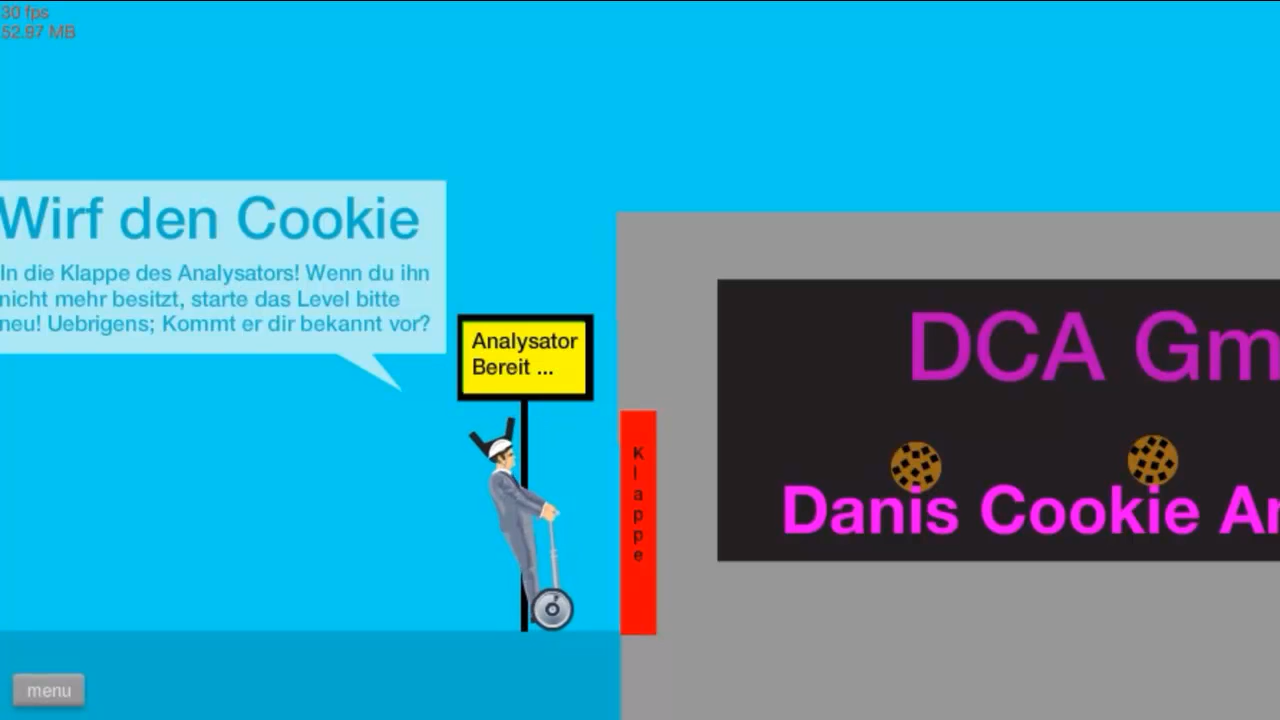 30 fps
52.97 MB
Wirf den Cookie
In die Klappe des Analysators! Wenn du ihn
nicht mehr besitzt, starte das Level bitte
neu! Uebrigens; Kommt er dir bekannt vor?
Analysator
Bereit ...
Klappe
DCA Gm
Danis Cookie An
menu